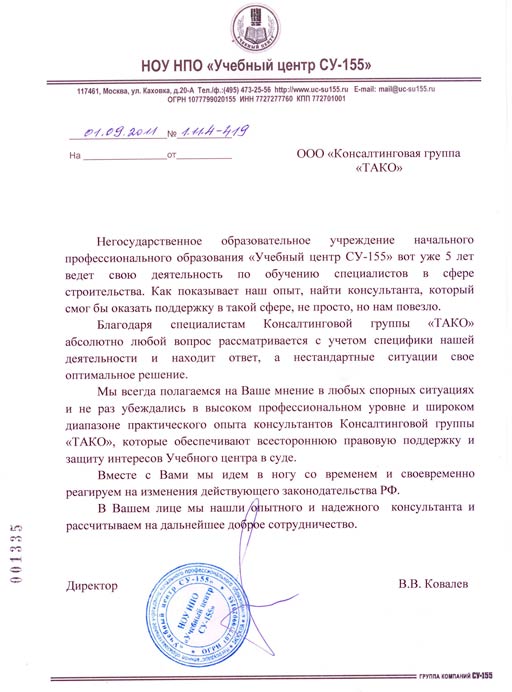 УЧЕБНЫЙ ЦЕНТР
НОУ НПО «Учебный центр СУ-155»
117461, Москва, ул. Каховка, д.20-А Тел./ф.:(495) 473-25-56 http://www.uc-su155.ru E-mail: mail@uc-su155.ru
ОГРН 1077799020155 ИНН 7727277760 КПП 772701001
01.09.2011 № 1.11.4-419
На ______________ от ____________
ООО «Консалтинговая группа
«ТАКО»
Негосударственное образовательное учреждение начального
профессионального образования «Учебный центр СУ-155» вот уже 5 лет
ведет свою деятельность по обучению специалистов в сфере
строительства. Как показывает наш опыт, найти консультанта, который
смог бы оказать поддержку в такой сфере, не просто, но нам повезло.
Благодаря специалистам Консалтинговой группы «ТАКО»
абсолютно любой вопрос рассматривается с учетом специфики нашей
деятельности и находит ответ, а нестандартные ситуации свое
оптимальное решение.
Мы всегда полагаемся на Ваше мнение в любых спорных ситуациях
и не раз убеждались в высоком профессиональном уровне и широком
диапазоне практического опыта консультантов Консалтинговой группы
«ТАКО», которые обеспечивают всестороннюю правовую поддержку и
защиту интересов Учебного центра в суде.
Вместе с Вами мы идем в ногу со временем и своевременно
реагируем на изменения действующего законодательства РФ.
В Вашем лице мы нашли опытного и надежного консультанта и
рассчитываем на дальнейшее доброе сотрудничество.
001335
Директор
В.В. Ковалев
НОУ НПО
«Учебный центр
СУ-155»
ГРУППА КОМПАНИЙ СУ-155